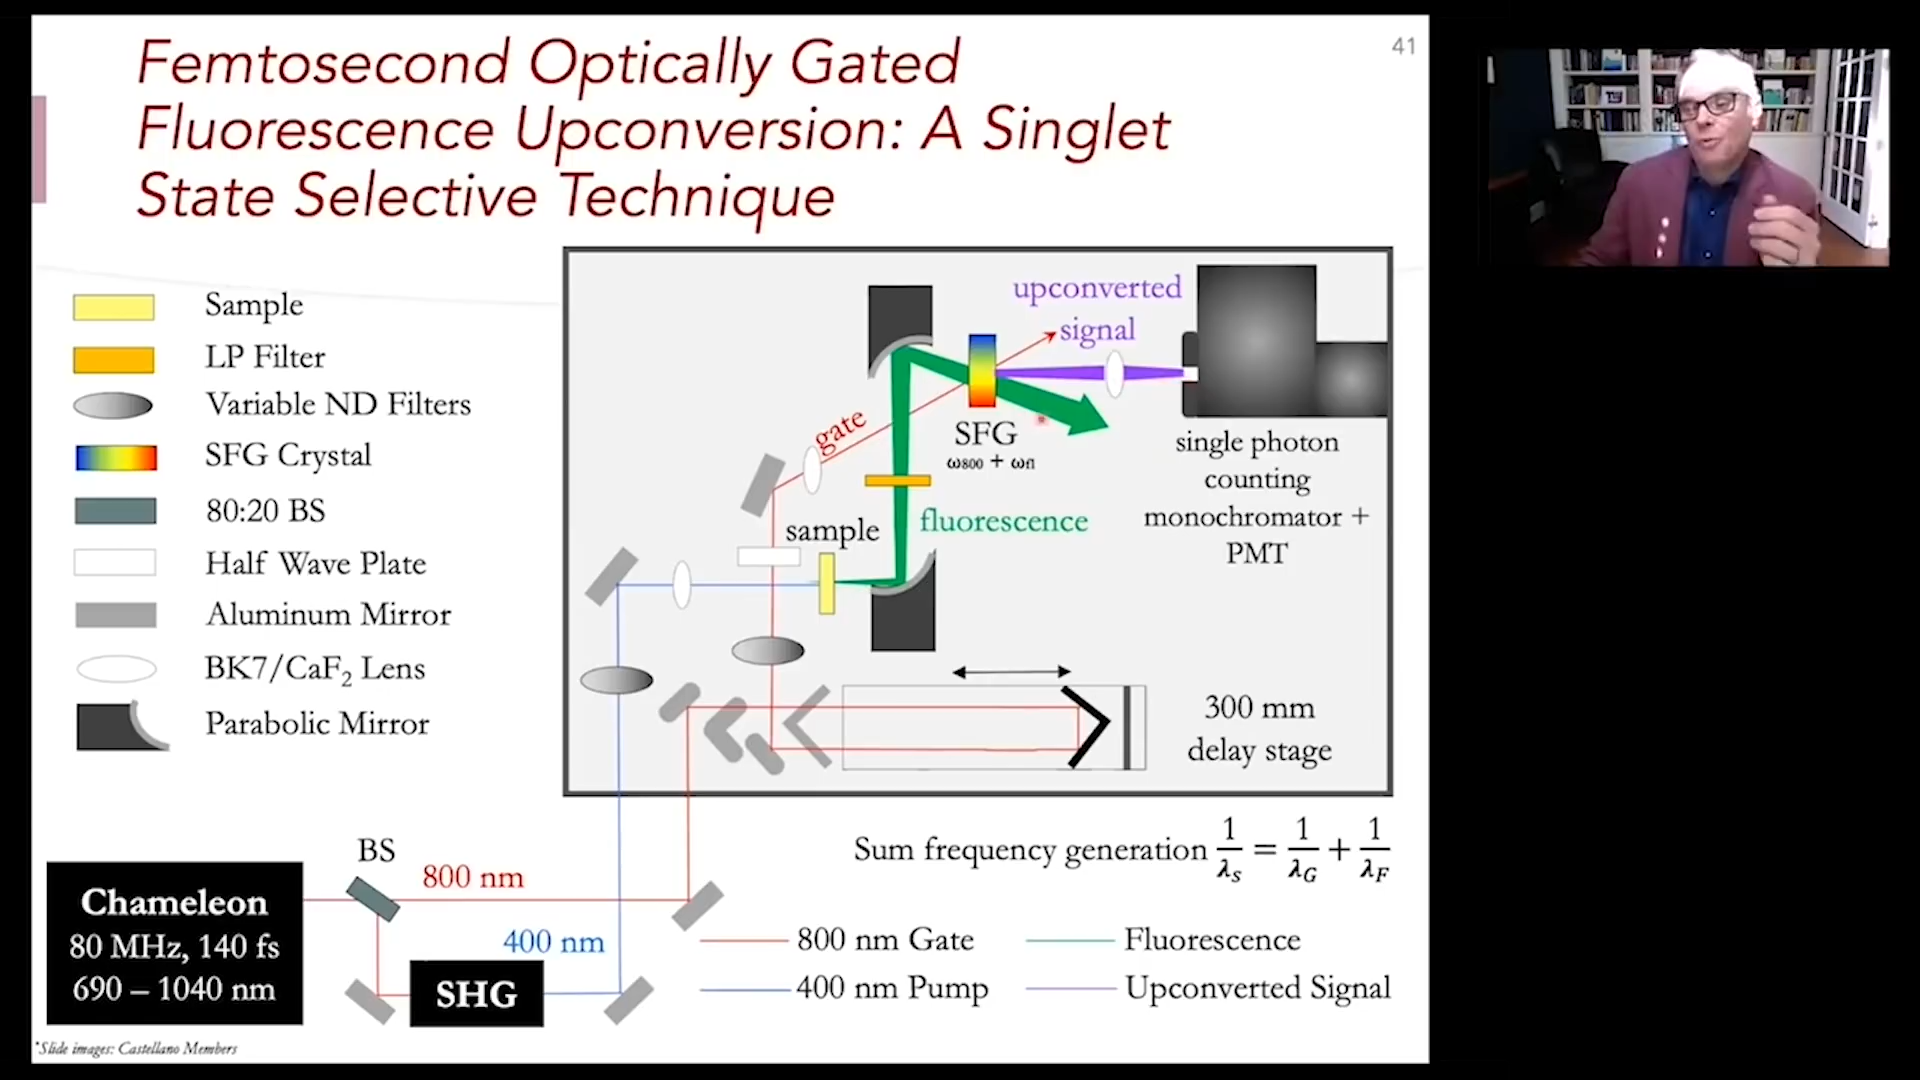 41
Femtosecond Optically Gated
Fluorescence Upconversion: A Singlet
State Selective Technique
Sample
LP Filter
Variable ND Filters
SFG Crystal
80:20 BS
Half Wave Plate
Aluminum Mirror
BK7/CaF₂ Lens
Parabolic Mirror
upconverted
signal
gate
SFG
ω800 + ωfl
single photon
counting
monochromator +
PMT
sample
fluorescence
300 mm
delay stage
BS
800 nm
400 nm
Chameleon
80 MHz, 140 fs
690 – 1040 nm
SHG
Sum frequency generation 1/λ_S = 1/λ_G + 1/λ_F
800 nm Gate
Fluorescence
400 nm Pump
Upconverted Signal
*Slide images: Castellano Members